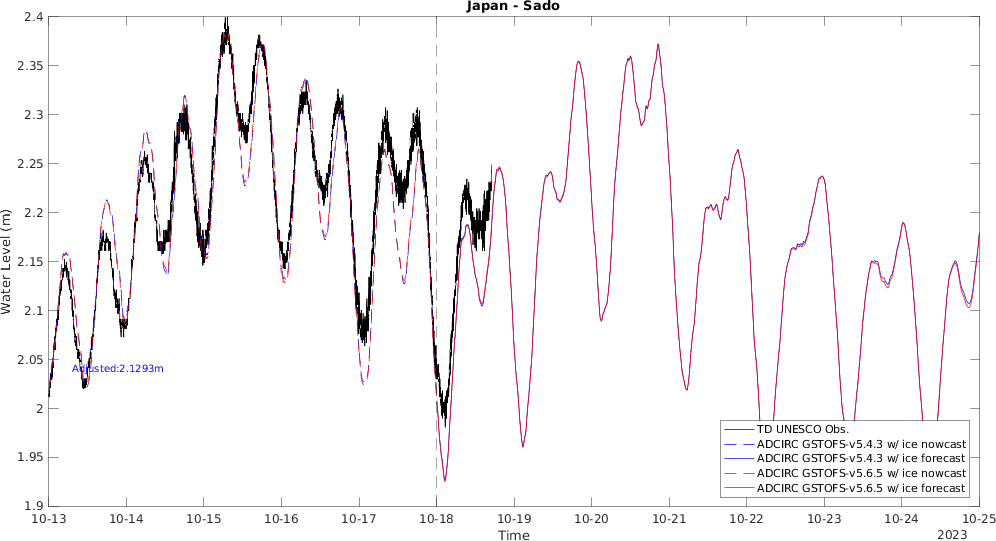 Japan - Sado
2.4
2.35
2.3
2.25
2.2
2.15
2.1
2.05
2
1.95
1.9
Water Level (m)
Adjusted:2.1293m
TD UNESCO Obs.
ADCIRC GSTOFS-v5.4.3 w/ ice nowcast
ADCIRC GSTOFS-v5.4.3 w/ ice forecast
ADCIRC GSTOFS-v5.6.5 w/ ice nowcast
ADCIRC GSTOFS-v5.6.5 w/ ice forecast
10-13 10-14 10-15 10-16 10-17 10-18 10-19 10-20 10-21 10-22 10-23 10-24 10-25
Time
2023